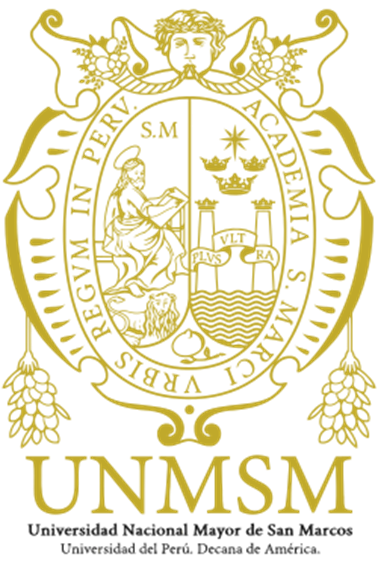 ACADEMIA S. MARCI VRBIS REGVM IN PERV.
S.M
PLVS VLT RA
UNMSM
Universidad Nacional Mayor de San Marcos
Universidad del Perú. Decana de América.